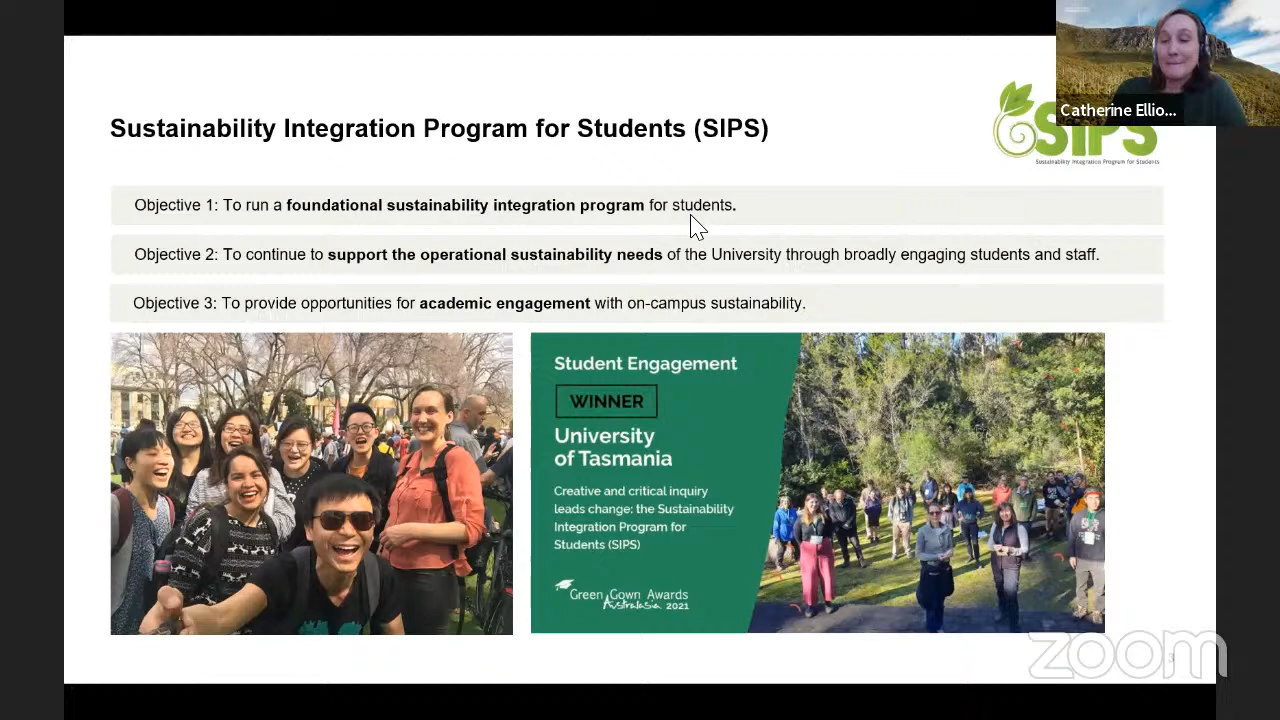 Catherine Ellio...
SIPS
Sustainability Integration Program for Students
Sustainability Integration Program for Students (SIPS)
Objective 1: To run a foundational sustainability integration program for students.
Objective 2: To continue to support the operational sustainability needs of the University through broadly engaging students and staff.
Objective 3: To provide opportunities for academic engagement with on-campus sustainability.
Student Engagement
WINNER
University
of Tasmania
Creative and critical inquiry
leads change: the Sustainability
Integration Program for
Students (SIPS)
Green Gown Awards
Australasia 2021
zoom
3